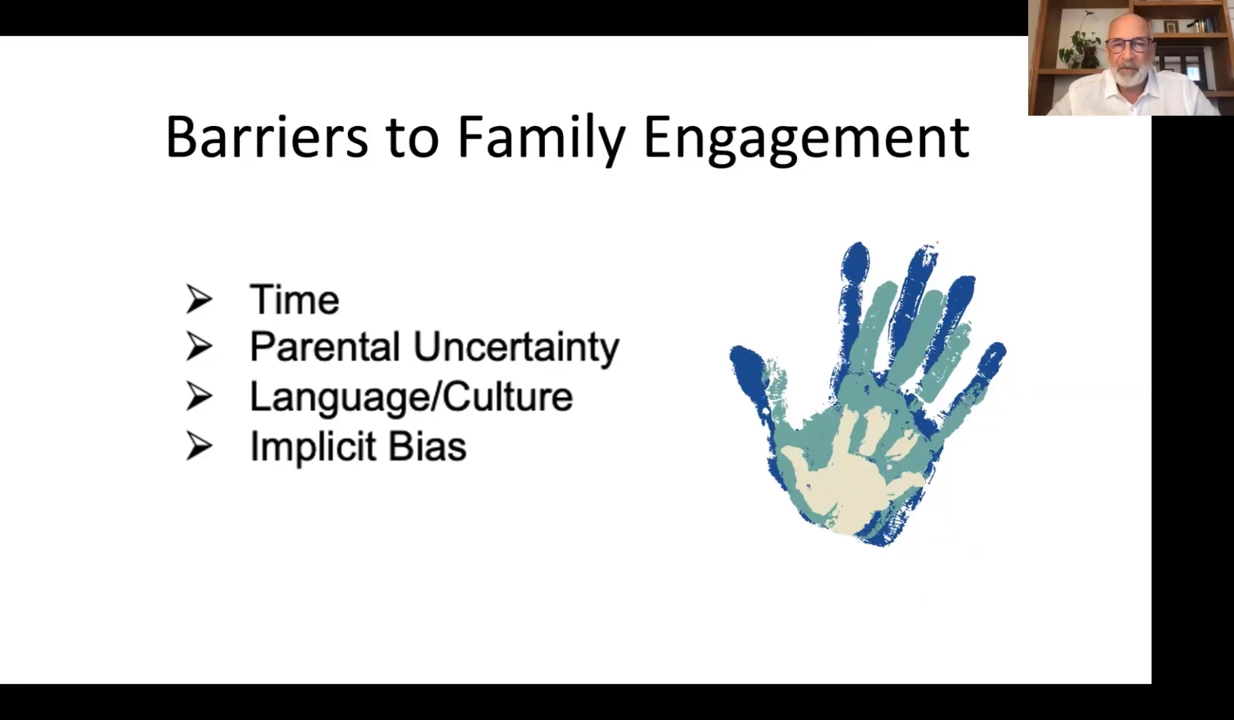 Barriers to Family Engagement
➢ Time
➢ Parental Uncertainty
➢ Language/Culture
➢ Implicit Bias